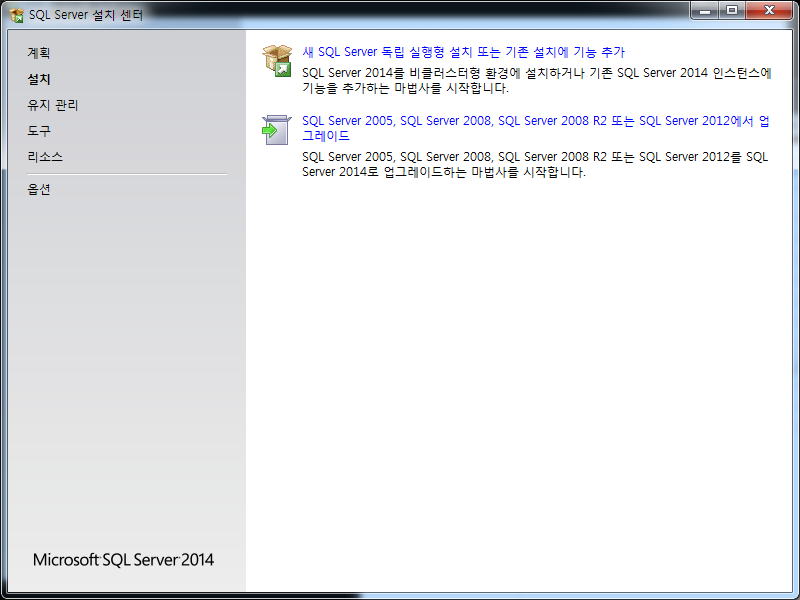 SQL Server 설치 센터
계획
설치
유지 관리
도구
리소스
옵션
새 SQL Server 독립 실행형 설치 또는 기존 설치에 기능 추가
SQL Server 2014를 비클러스터형 환경에 설치하거나 기존 SQL Server 2014 인스턴스에
기능을 추가하는 마법사를 시작합니다.
SQL Server 2005, SQL Server 2008, SQL Server 2008 R2 또는 SQL Server 2012에서 업
그레이드
SQL Server 2005, SQL Server 2008, SQL Server 2008 R2 또는 SQL Server 2012를 SQL
Server 2014로 업그레이드하는 마법사를 시작합니다.
Microsoft SQL Server 2014